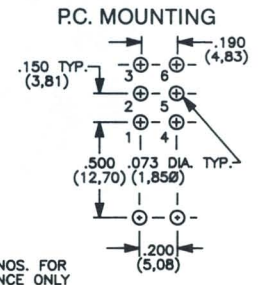 P.C. MOUNTING
.190
(4,83)
.150 TYP.
(3,81)
3 6
2 5
1 4
.500 .073 DIA. TYP.
(12,70) (1,85Ø)
.200
(5,08)
NOS. FOR
NCE ONLY